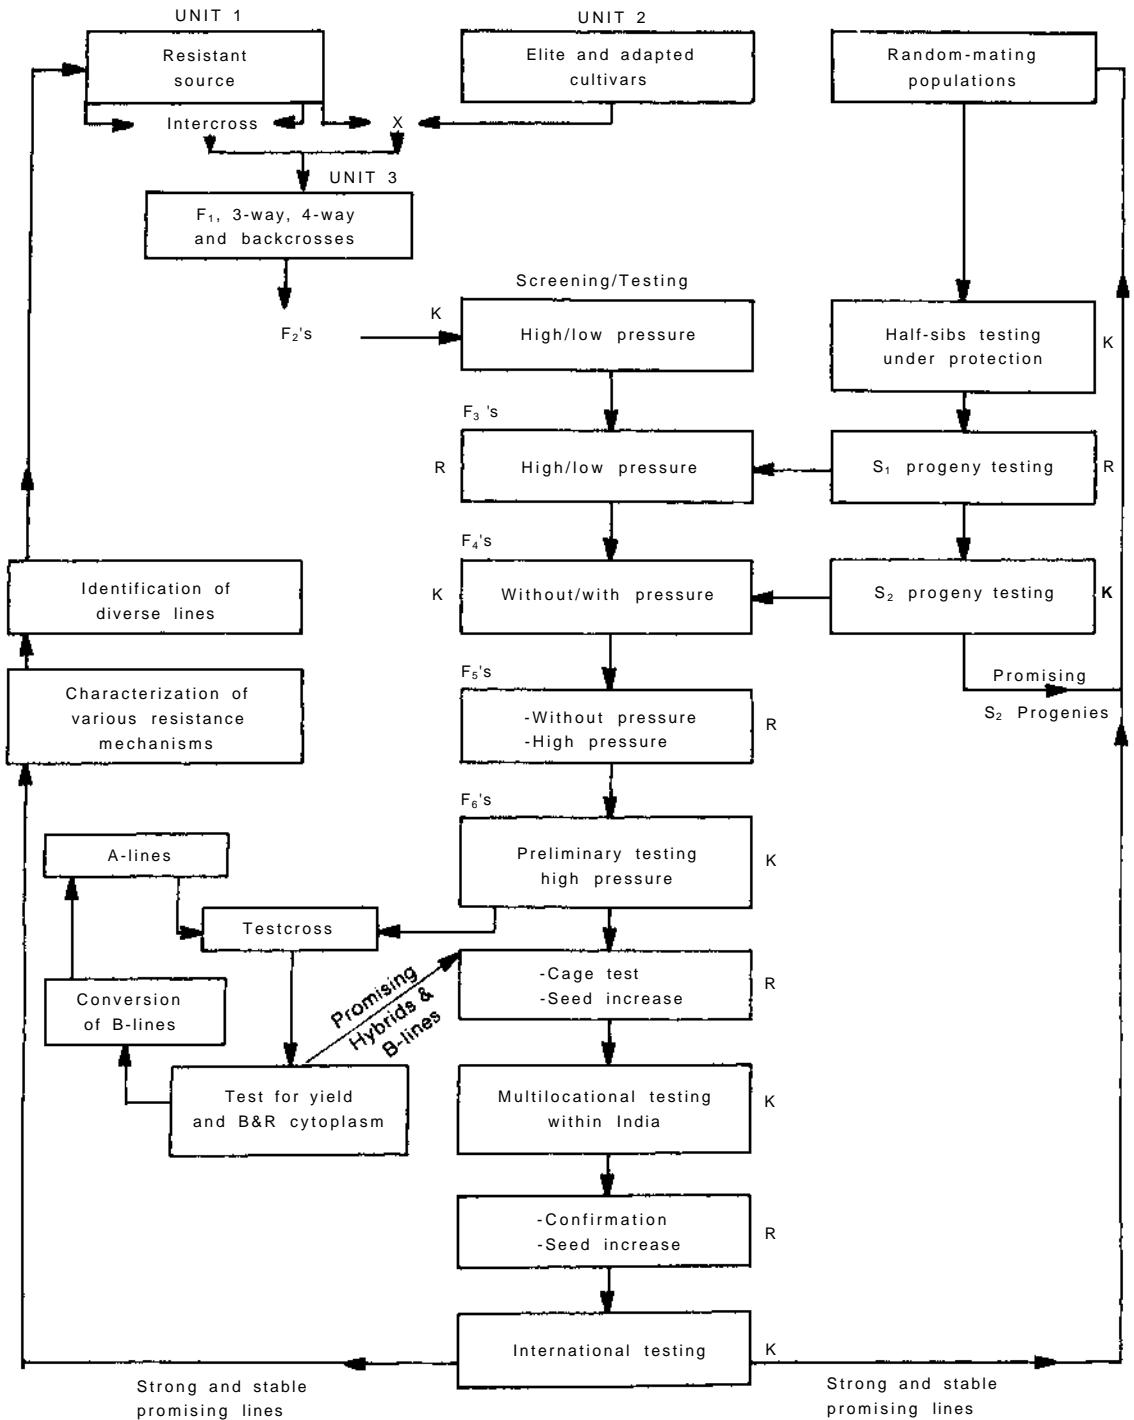 UNIT 1
UNIT 2
Resistant
source
Elite and adapted
cultivars
Random-mating
populations
Intercross
X
UNIT 3
F₁, 3-way, 4-way
and backcrosses
Screening/Testing
F₂'s
K
High/low pressure
Half-sibs testing
under protection
K
F₃'s
R
High/low pressure
S₁ progeny testing
R
F₄'s
K
Without/with pressure
S₂ progeny testing
K
Identification of
diverse lines
F₅'s
Promising
S₂ Progenies
Characterization of
various resistance
mechanisms
-Without pressure
-High pressure
R
F₆'s
A-lines
Preliminary testing
high pressure
K
Testcross
Promising
Hybrids &
B-lines
-Cage test
-Seed increase
R
Conversion
of B-lines
Test for yield
and B&R cytoplasm
Multilocational testing
within India
K
-Confirmation
-Seed increase
R
International testing
K
Strong and stable
promising lines
Strong and stable
promising lines